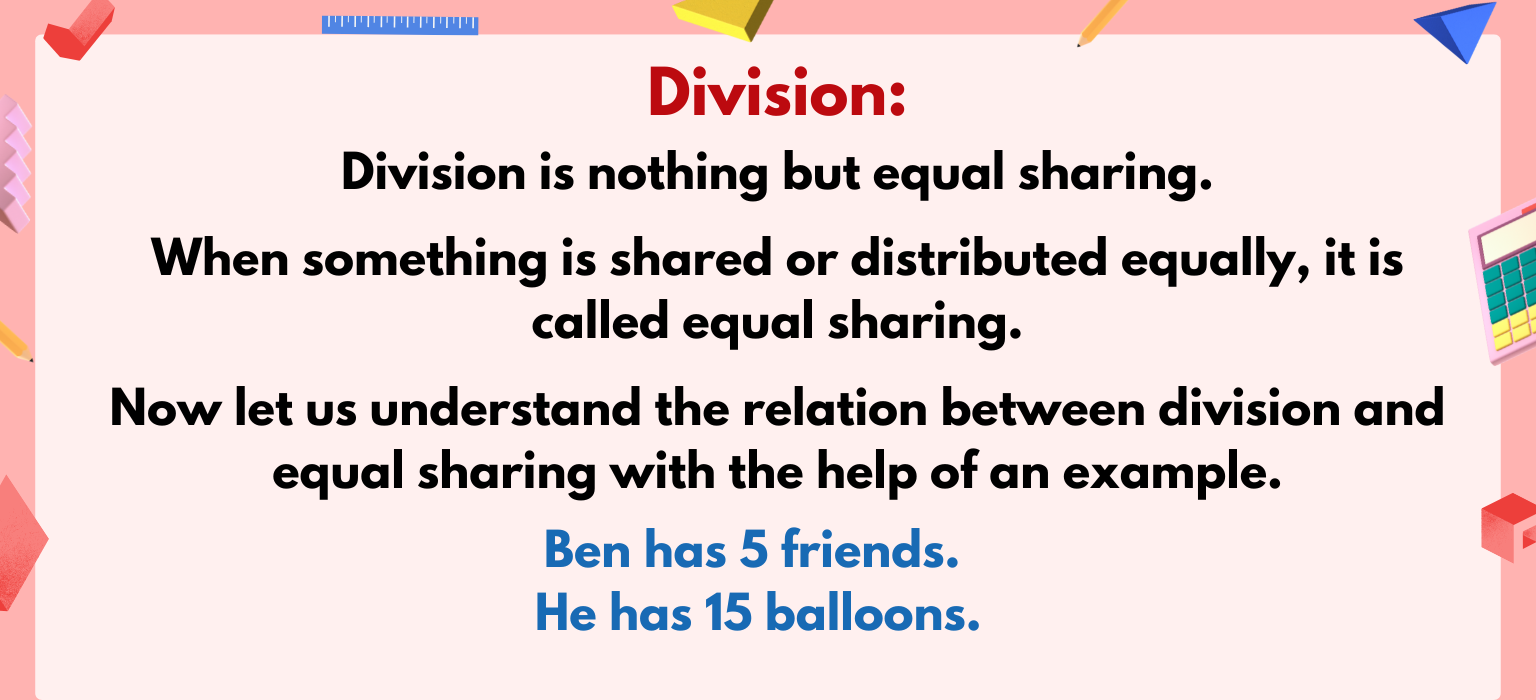 Division:
Division is nothing but equal sharing.
When something is shared or distributed equally, it is
called equal sharing.
Now let us understand the relation between division and
equal sharing with the help of an example.
Ben has 5 friends.
He has 15 balloons.